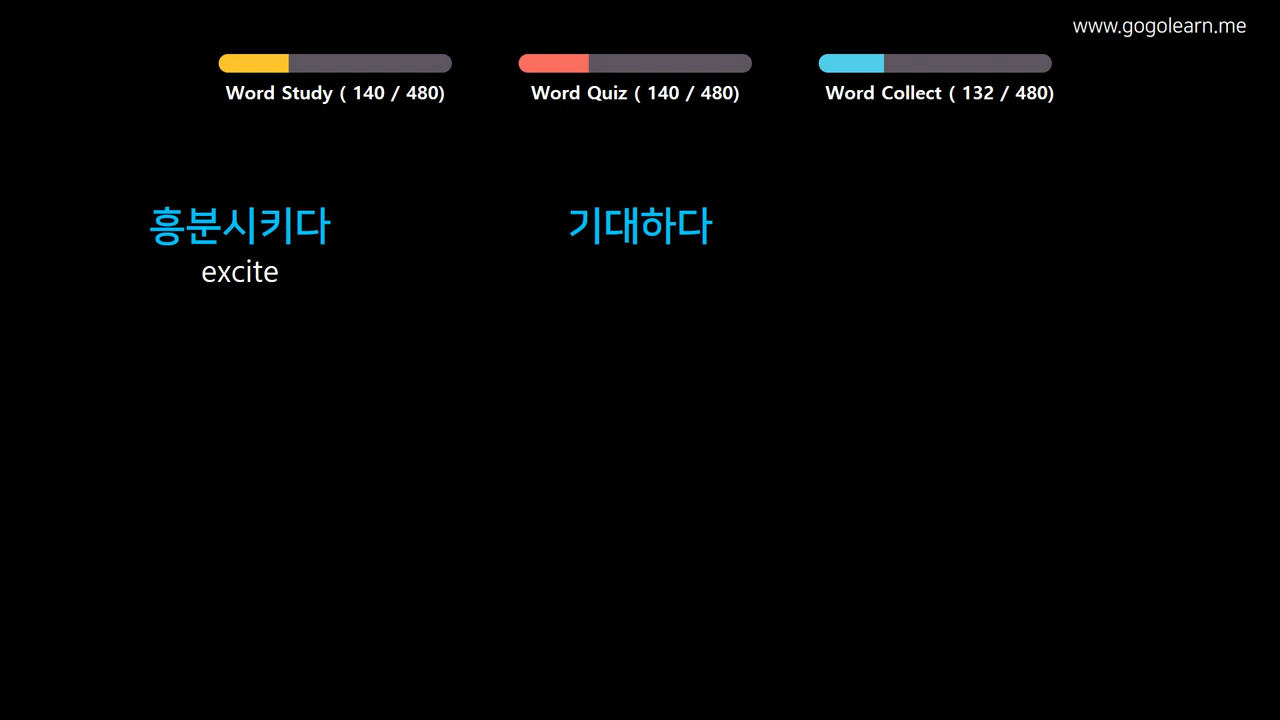 www.gogolearn.me
Word Study ( 140 / 480)
Word Quiz ( 140 / 480)
Word Collect ( 132 / 480)
흥분시키다
excite
기대하다